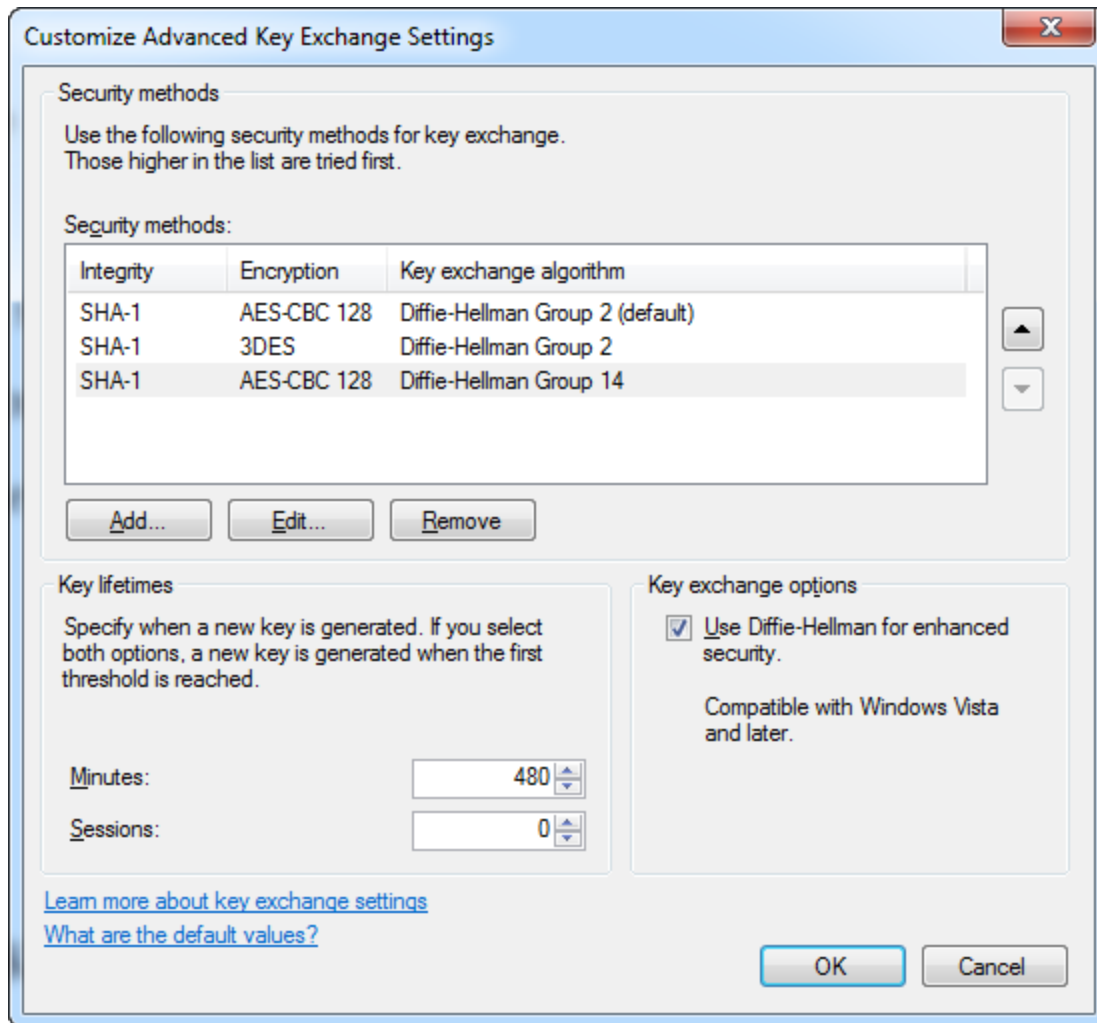 Customize Advanced Key Exchange Settings
Security methods
Use the following security methods for key exchange.
Those higher in the list are tried first.
Security methods:
Integrity Encryption Key exchange algorithm
SHA-1 AES-CBC 128 Diffie-Hellman Group 2 (default)
SHA-1 3DES Diffie-Hellman Group 2
SHA-1 AES-CBC 128 Diffie-Hellman Group 14
Add... Edit... Remove
Key lifetimes
Specify when a new key is generated. If you select
both options, a new key is generated when the first
threshold is reached.
Minutes: 480
Sessions: 0
Key exchange options
Use Diffie-Hellman for enhanced
security.
Compatible with Windows Vista
and later.
Learn more about key exchange settings
What are the default values?
OK Cancel